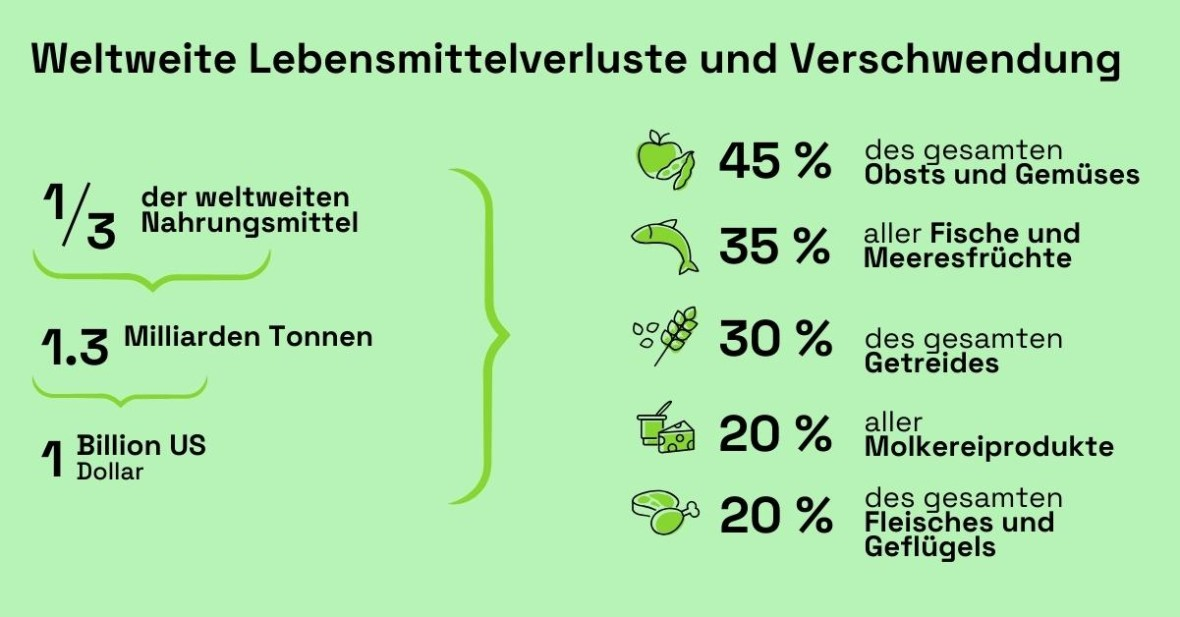 Weltweite Lebensmittelverluste und Verschwendung
1/3 der weltweiten
Nahrungsmittel
1.3 Milliarden Tonnen
1 Billion US
Dollar
45 % des gesamten
Obsts und Gemüses
35 % aller Fische und
Meeresfrüchte
30 % des gesamten
Getreides
20 % aller
Molkereiprodukte
20 % des gesamten
Fleisches und
Geflügels